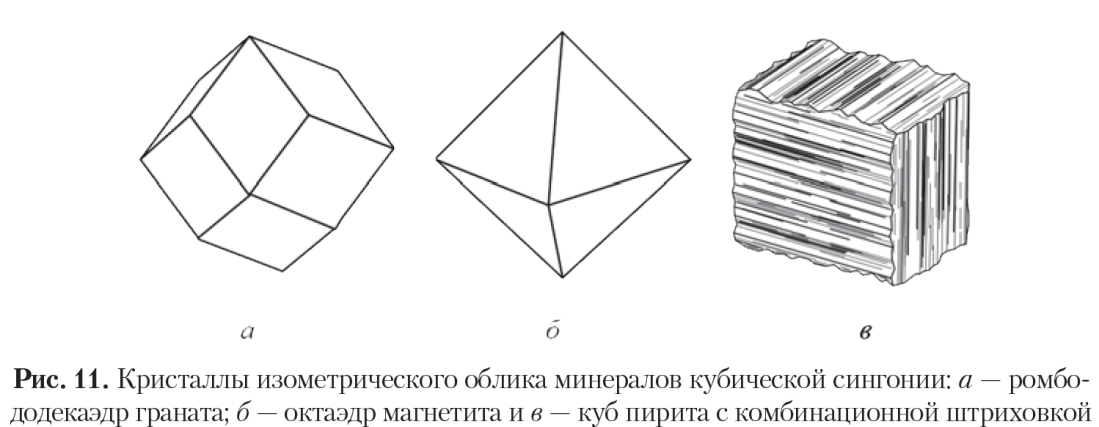 а б в
Рис. 11. Кристаллы изометрического облика минералов кубической сингонии: а — ромбо-
додекаэдр граната; б — октаэдр магнетита и в — куб пирита с комбинационной штриховкой